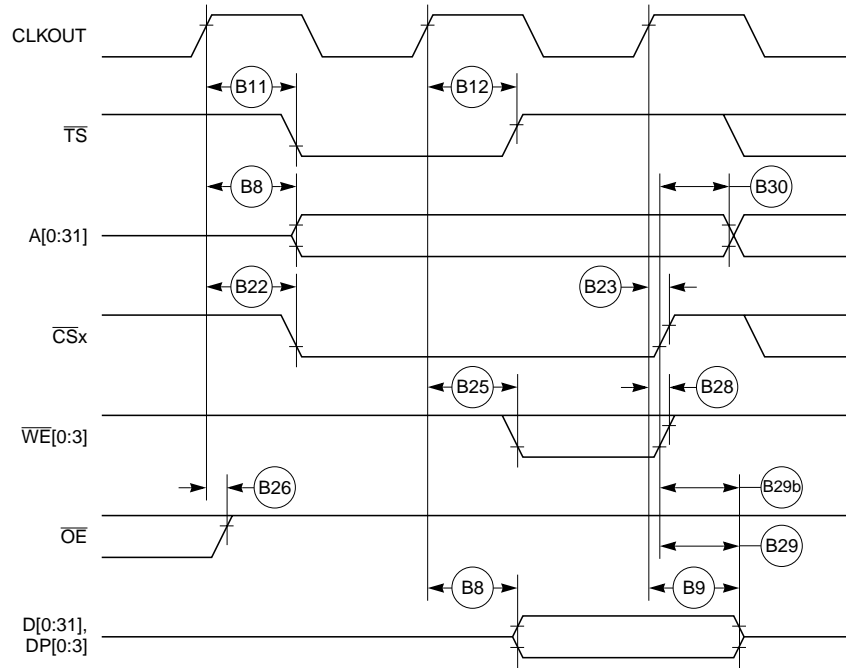 CLKOUT
B11 B12
TS
B8 B30
A[0:31]
B22 B23
CSx
B25 B28
WE[0:3]
B26 B29b
OE
B29
B8 B9
D[0:31],
DP[0:3]